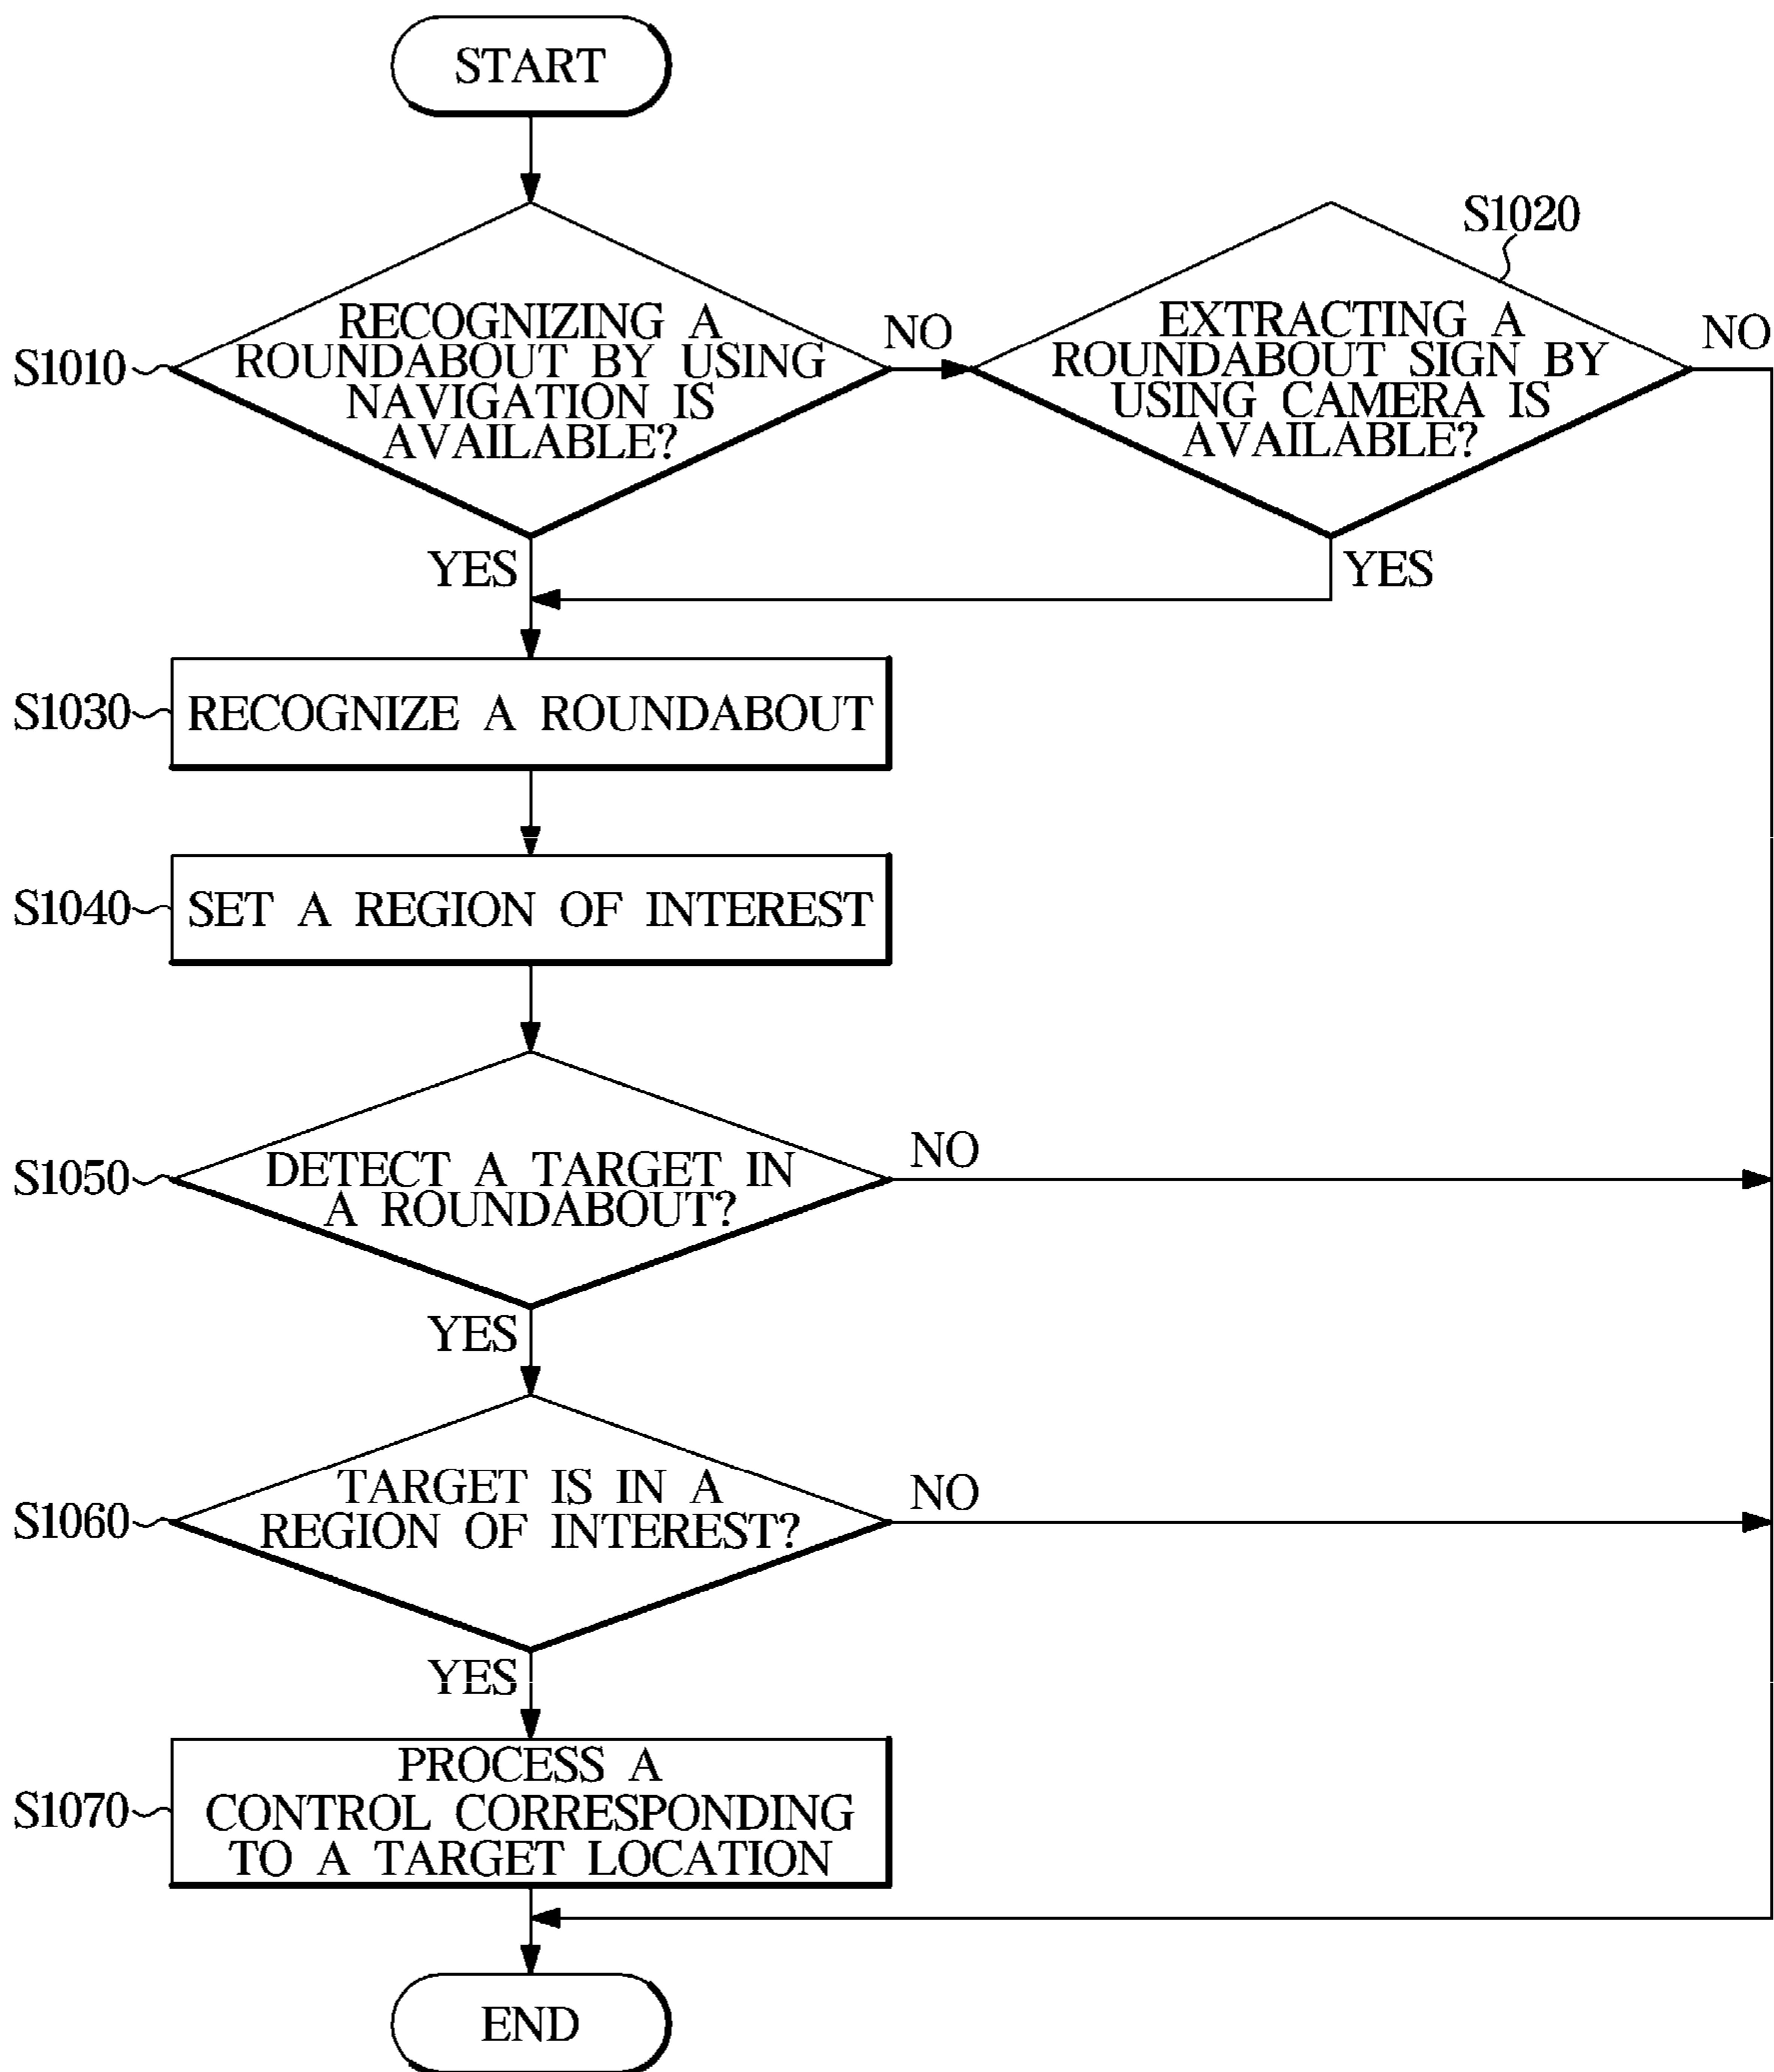 START
S1010
RECOGNIZING A
ROUNDABOUT BY USING
NAVIGATION IS
AVAILABLE?
NO
S1020
EXTRACTING A
ROUNDABOUT SIGN BY
USING CAMERA IS
AVAILABLE?
NO
YES
YES
S1030
RECOGNIZE A ROUNDABOUT
S1040
SET A REGION OF INTEREST
S1050
DETECT A TARGET IN
A ROUNDABOUT?
NO
YES
S1060
TARGET IS IN A
REGION OF INTEREST?
NO
YES
S1070
PROCESS A
CONTROL CORRESPONDING
TO A TARGET LOCATION
END